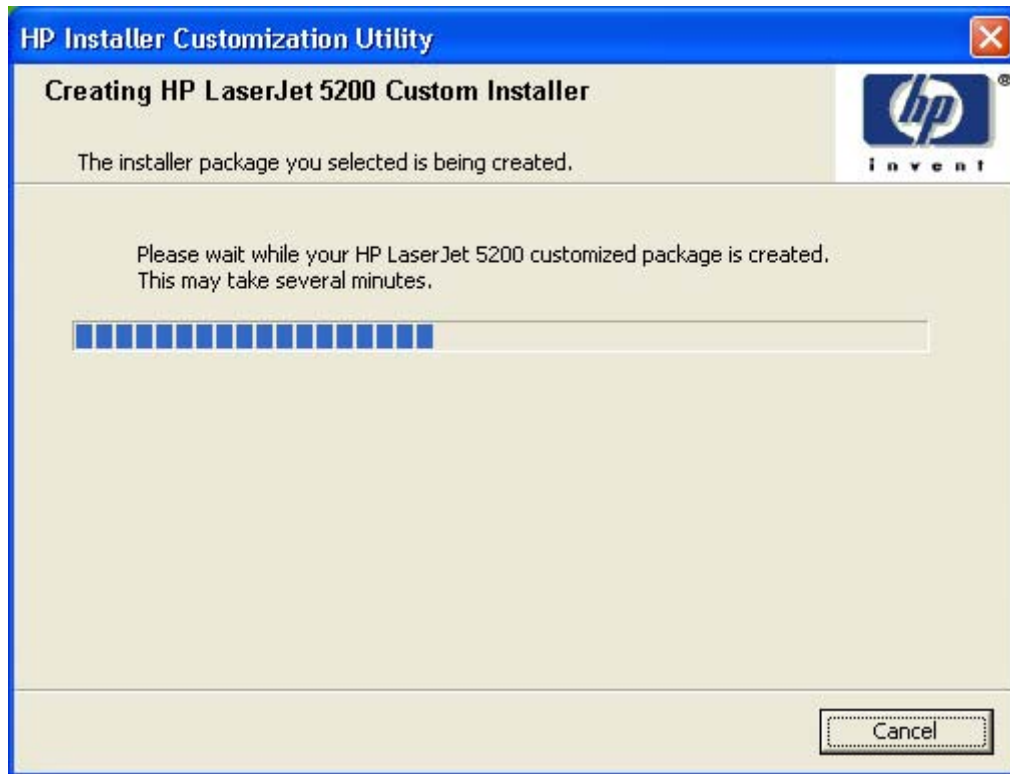 HP Installer Customization Utility
Creating HP LaserJet 5200 Custom Installer
The installer package you selected is being created.
hp
®
invent
Please wait while your HP LaserJet 5200 customized package is created.
This may take several minutes.
Cancel